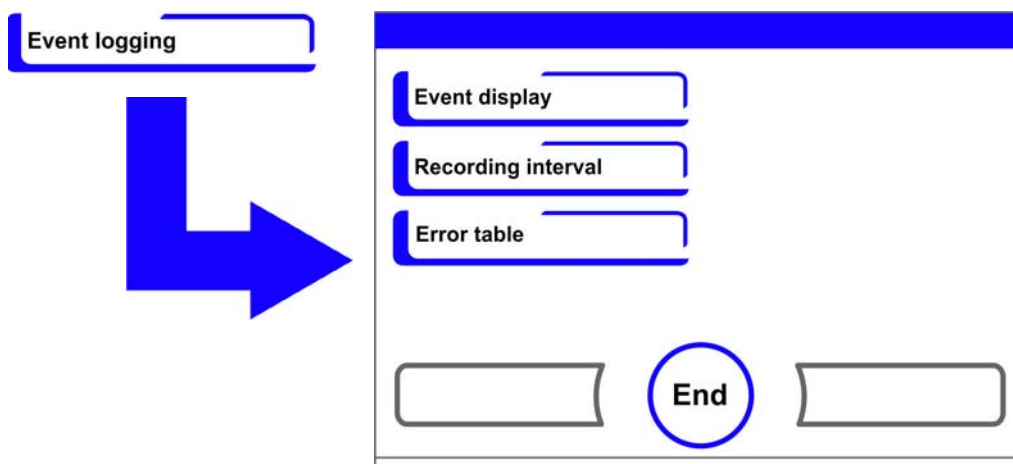 Event logging
Event display
Recording interval
Error table
End